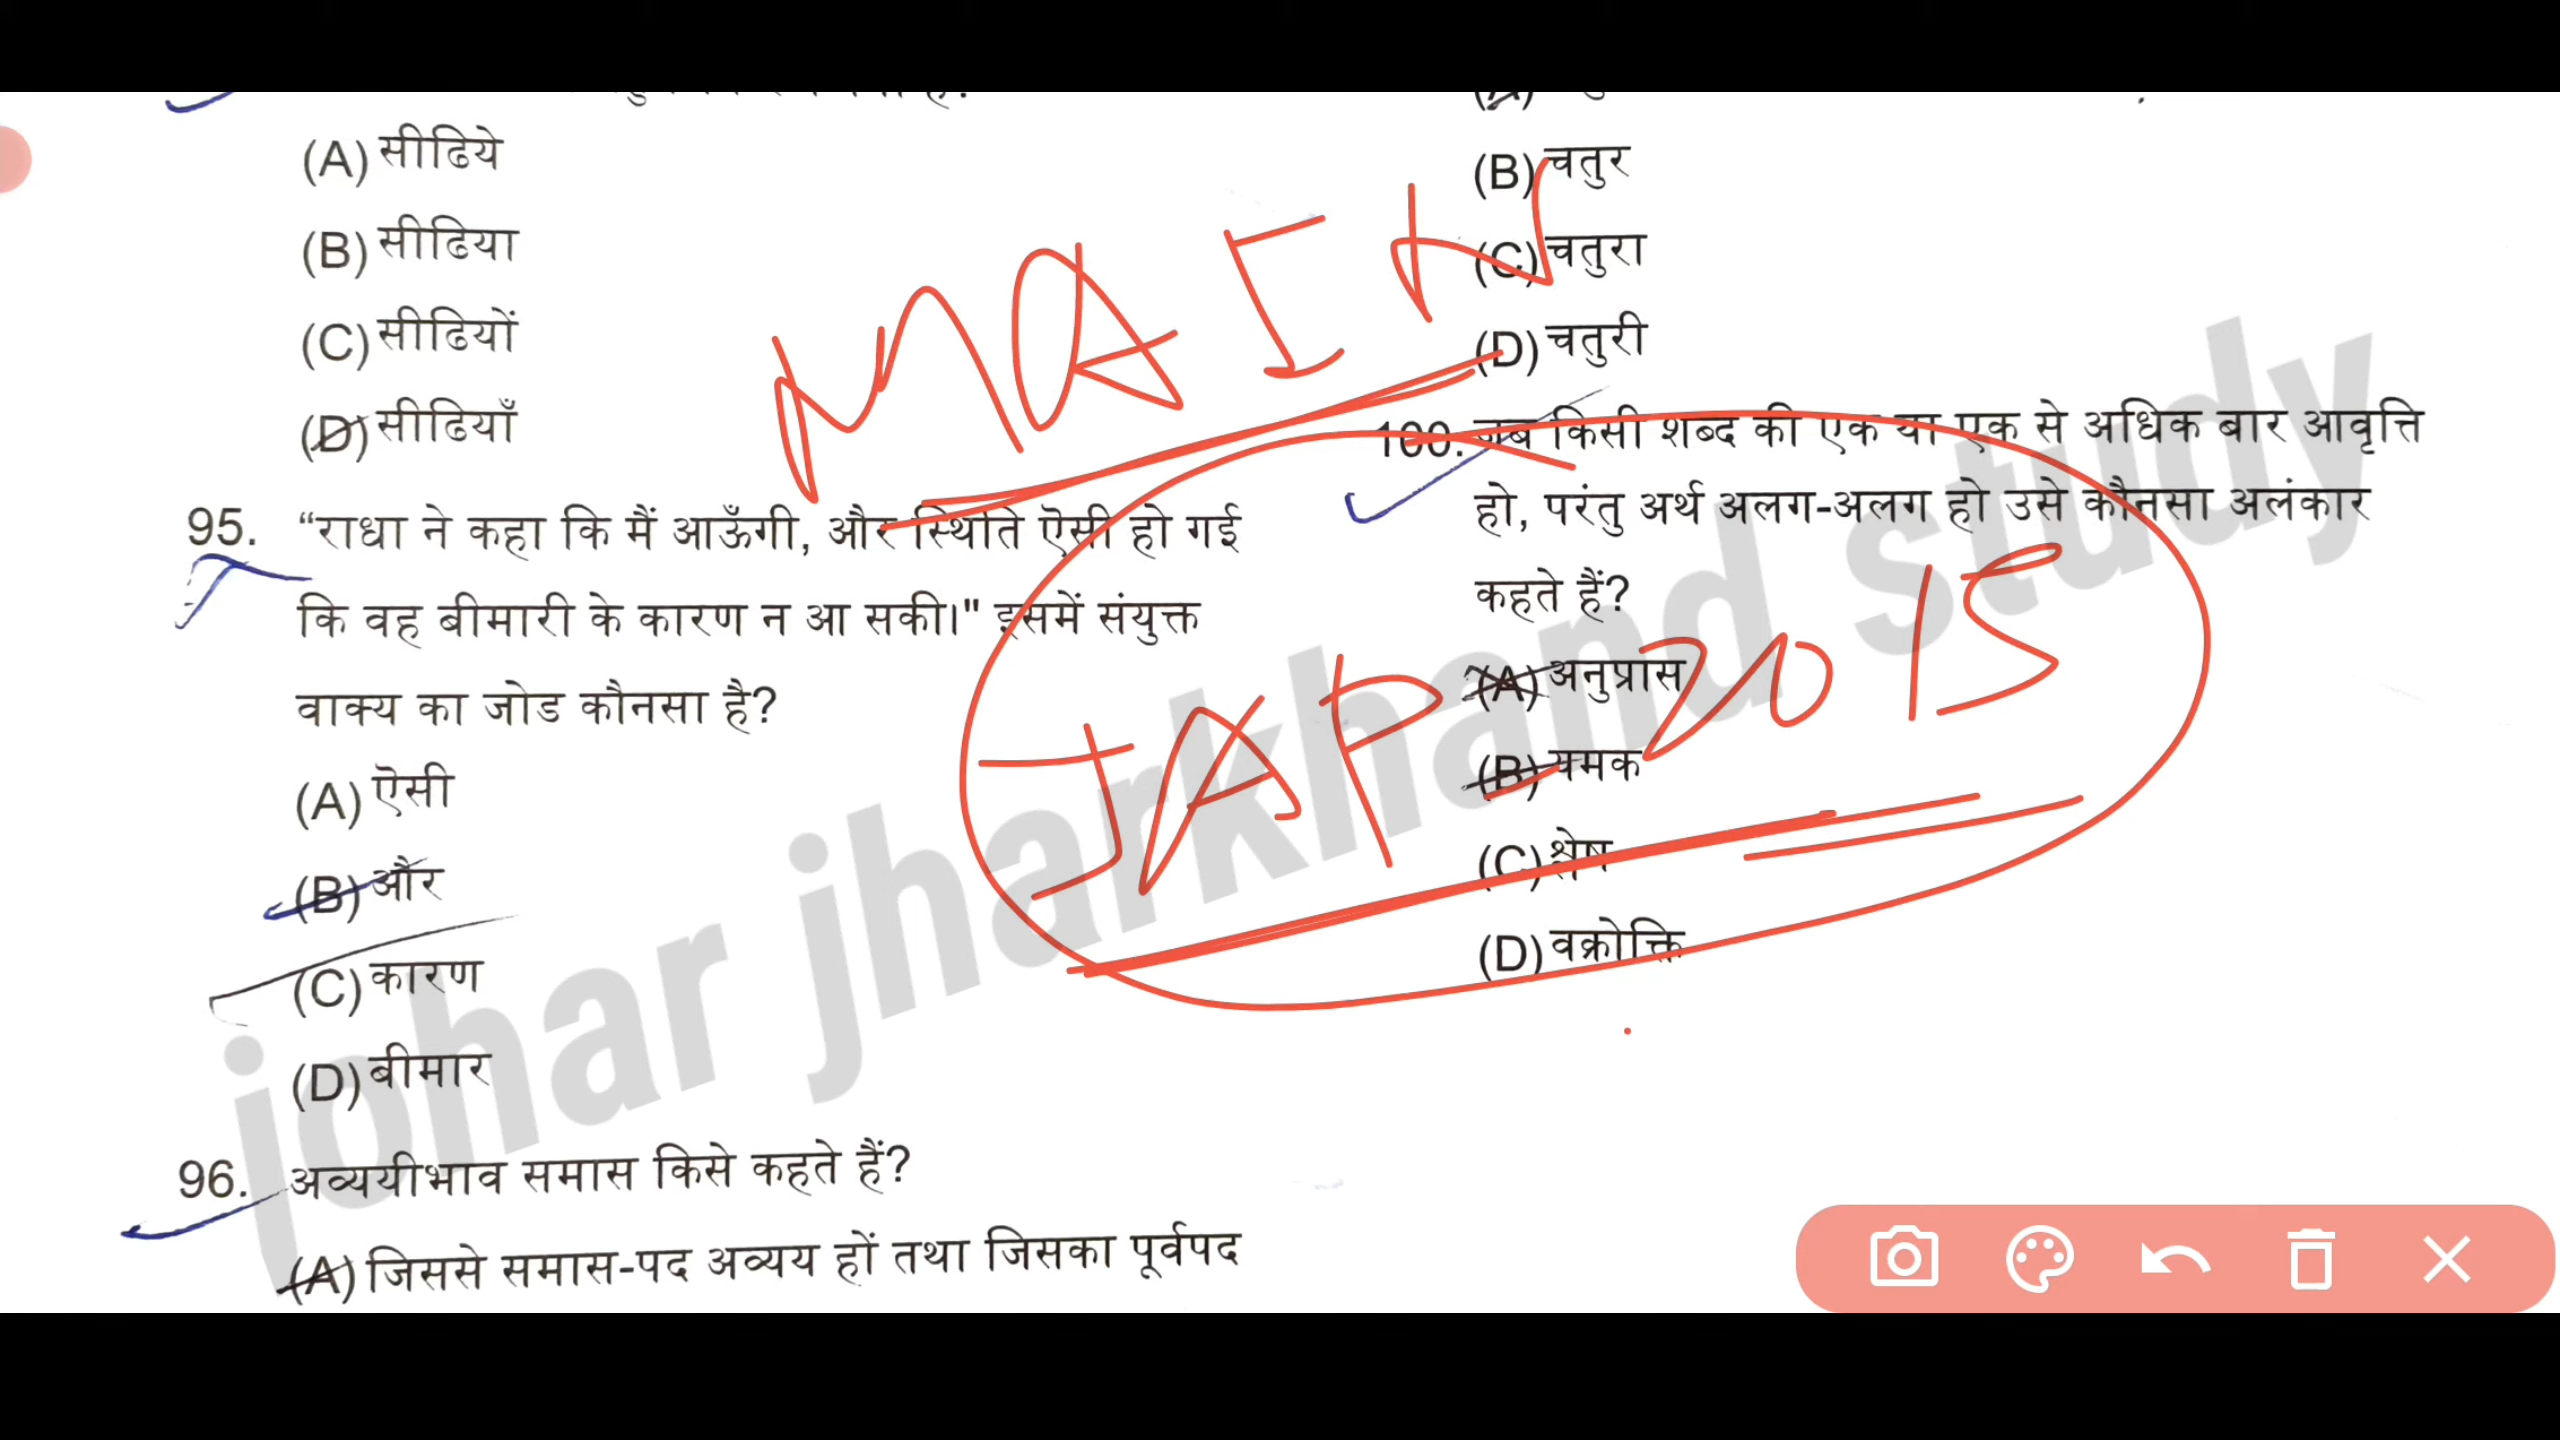 (A) सीढिये
(B) सीढिया
(C) सीढियों
(D) सीढियाँ
95. “राधा ने कहा कि मैं आऊँगी, और स्थिति ऐसी हो गई
कि वह बीमारी के कारण न आ सकी।" इसमें संयुक्त
वाक्य का जोड कौनसा है?
(A) ऐसी
(B) और
(C) कारण
(D) बीमार
96. अव्ययीभाव समास किसे कहते हैं?
(A) जिससे समास-पद अव्यय हों तथा जिसका पूर्वपद
(B) चतुर
(C) चतुरा
(D) चतुरी
100. जब किसी शब्द की एक या एक से अधिक बार आवृत्ति
हो, परंतु अर्थ अलग-अलग हो उसे कौनसा अलंकार
कहते हैं?
(A) अनुप्रास
(B) यमक
(C) श्लेष
(D) वक्रोक्ति
MAIN
JAP 2015
johar jharkhand study